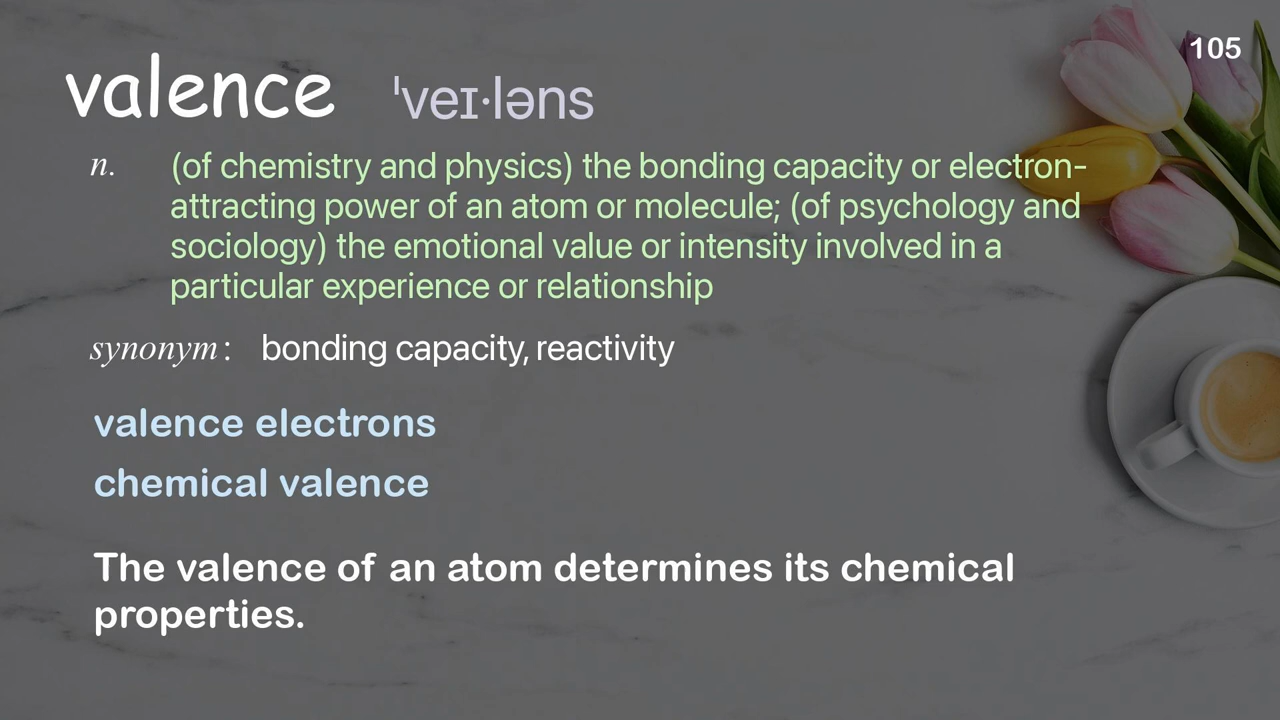 105
valence ˈveɪ·ləns
n. (of chemistry and physics) the bonding capacity or electron-
attracting power of an atom or molecule; (of psychology and
sociology) the emotional value or intensity involved in a
particular experience or relationship
synonym: bonding capacity, reactivity
valence electrons
chemical valence
The valence of an atom determines its chemical
properties.